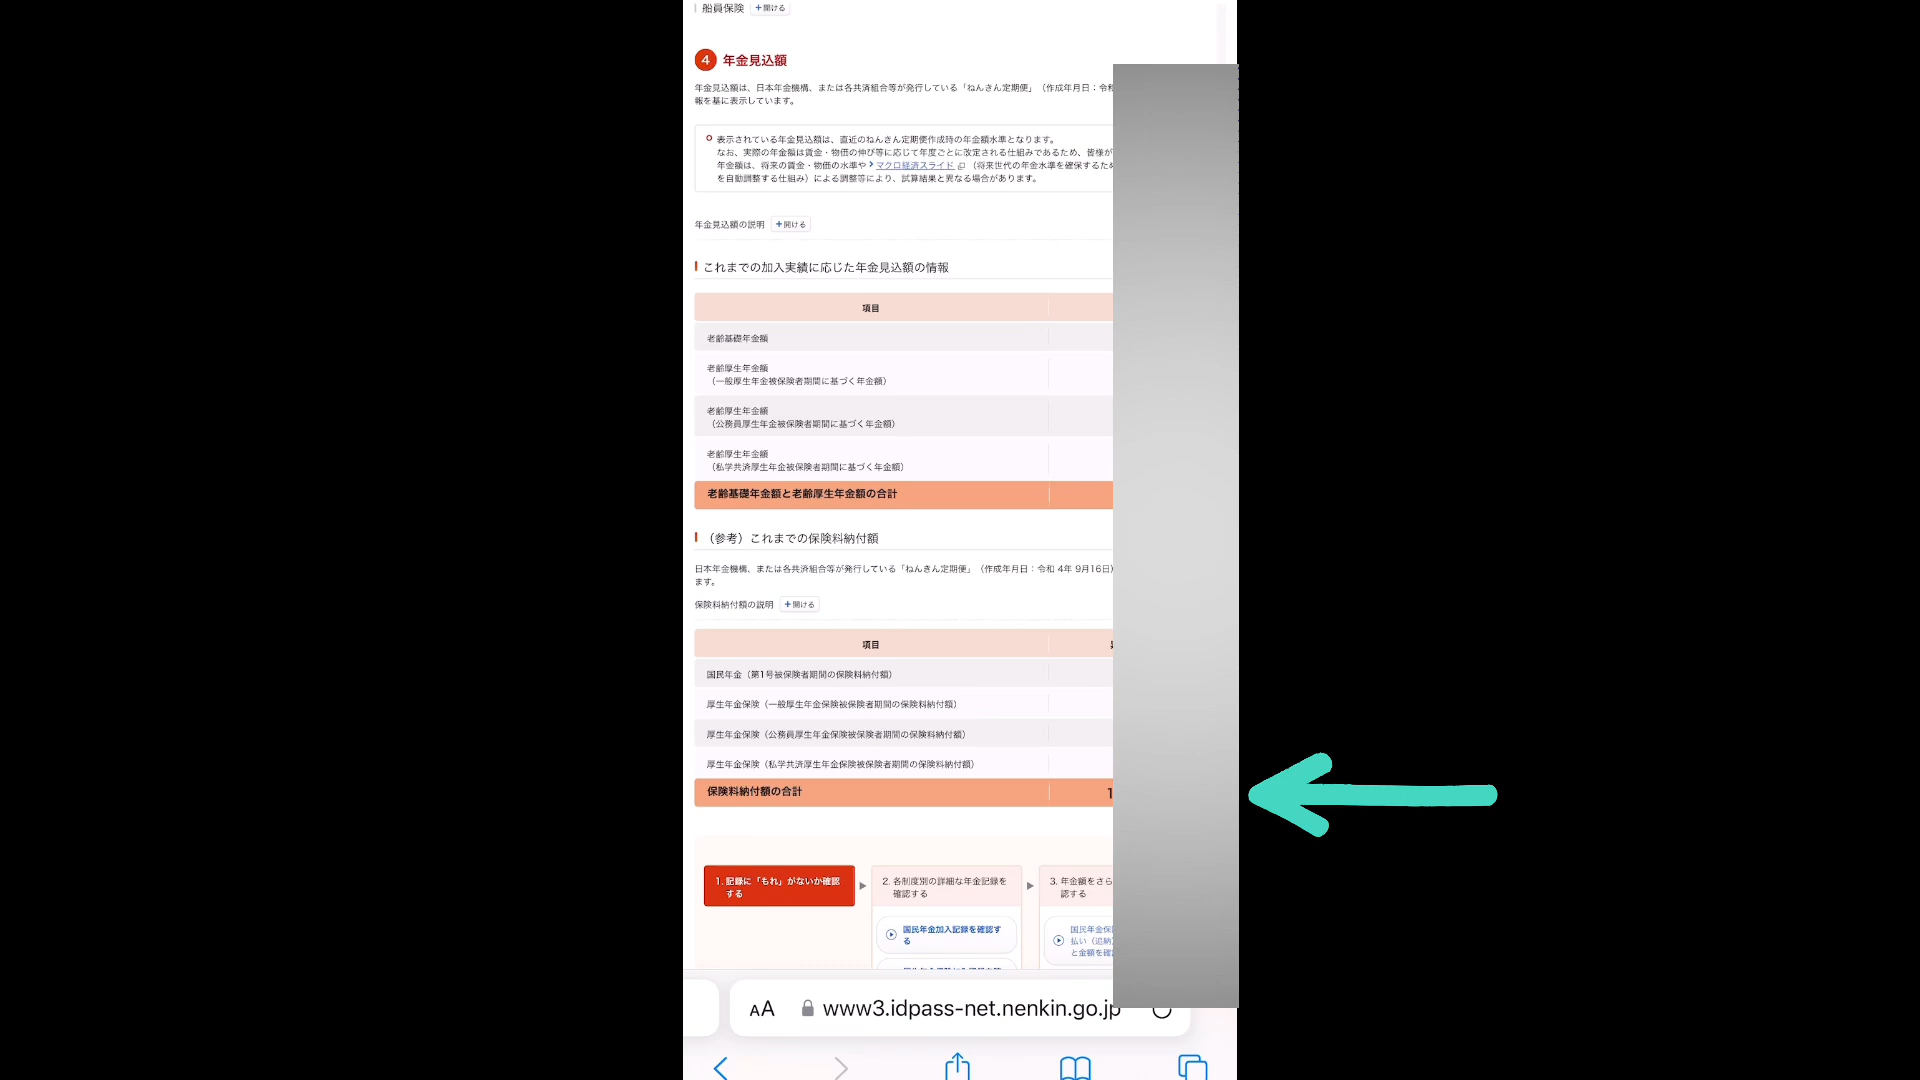 船員保険 +開ける
4 年金見込額
年金見込額は、日本年金機構、または各共済組合等が発行している「ねんきん定期便」（作成年月日：令和
報を基に表示しています。
表示されている年金見込額は、直近のねんきん定期便作成時の年金額水準となります。
なお、実際の年金額は賃金・物価の伸び等に応じて年度ごとに改定される仕組みであるため、皆様が
年金額は、将来の賃金・物価の水準や マクロ経済スライド （将来世代の年金水準を確保するため
を自動調整する仕組み）による調整等により、試算結果と異なる場合があります。
年金見込額の説明 +開ける
これまでの加入実績に応じた年金見込額の情報
項目
老齢基礎年金額
老齢厚生年金額
（一般厚生年金被保険者期間に基づく年金額）
老齢厚生年金額
（公務員厚生年金被保険者期間に基づく年金額）
老齢厚生年金額
（私学共済厚生年金被保険者期間に基づく年金額）
老齢基礎年金額と老齢厚生年金額の合計
（参考）これまでの保険料納付額
日本年金機構、または各共済組合等が発行している「ねんきん定期便」（作成年月日：令和 4年 9月16日）
ます。
保険料納付額の説明 +開ける
項目
国民年金（第1号被保険者期間の保険料納付額）
厚生年金保険（一般厚生年金保険被保険者期間の保険料納付額）
厚生年金保険（公務員厚生年金保険被保険者期間の保険料納付額）
厚生年金保険（私学共済厚生年金保険被保険者期間の保険料納付額）
保険料納付額の合計 1
1. 記録に「もれ」がないか確認
する
2. 各制度別の詳細な年金記録を
確認する
国民年金加入記録を確認す
る
3. 年金額をさら
認する
国民年金保
払い（追納
と金額を確
AA www3.idpass-net.nenkin.go.jp